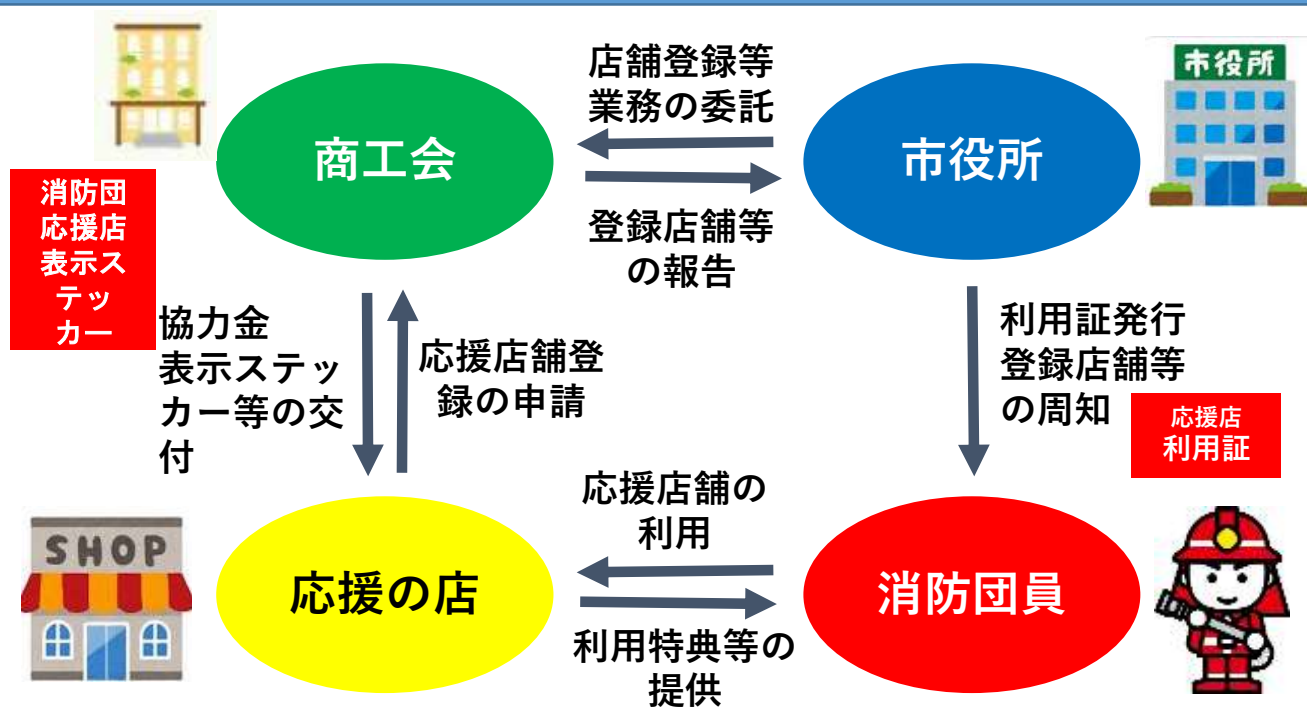 店舗登録等
業務の委託
市役所
商工会
市役所
消防団
応援店
表示ス
テッ
カー
登録店舗等
の報告
協力金
表示ステッ
カー等の交
付
応援店舗登
録の申請
利用証発行
登録店舗等
の周知
応援店
利用証
応援店舗の
利用
SHOP
応援の店
消防団員
利用特典等の
提供